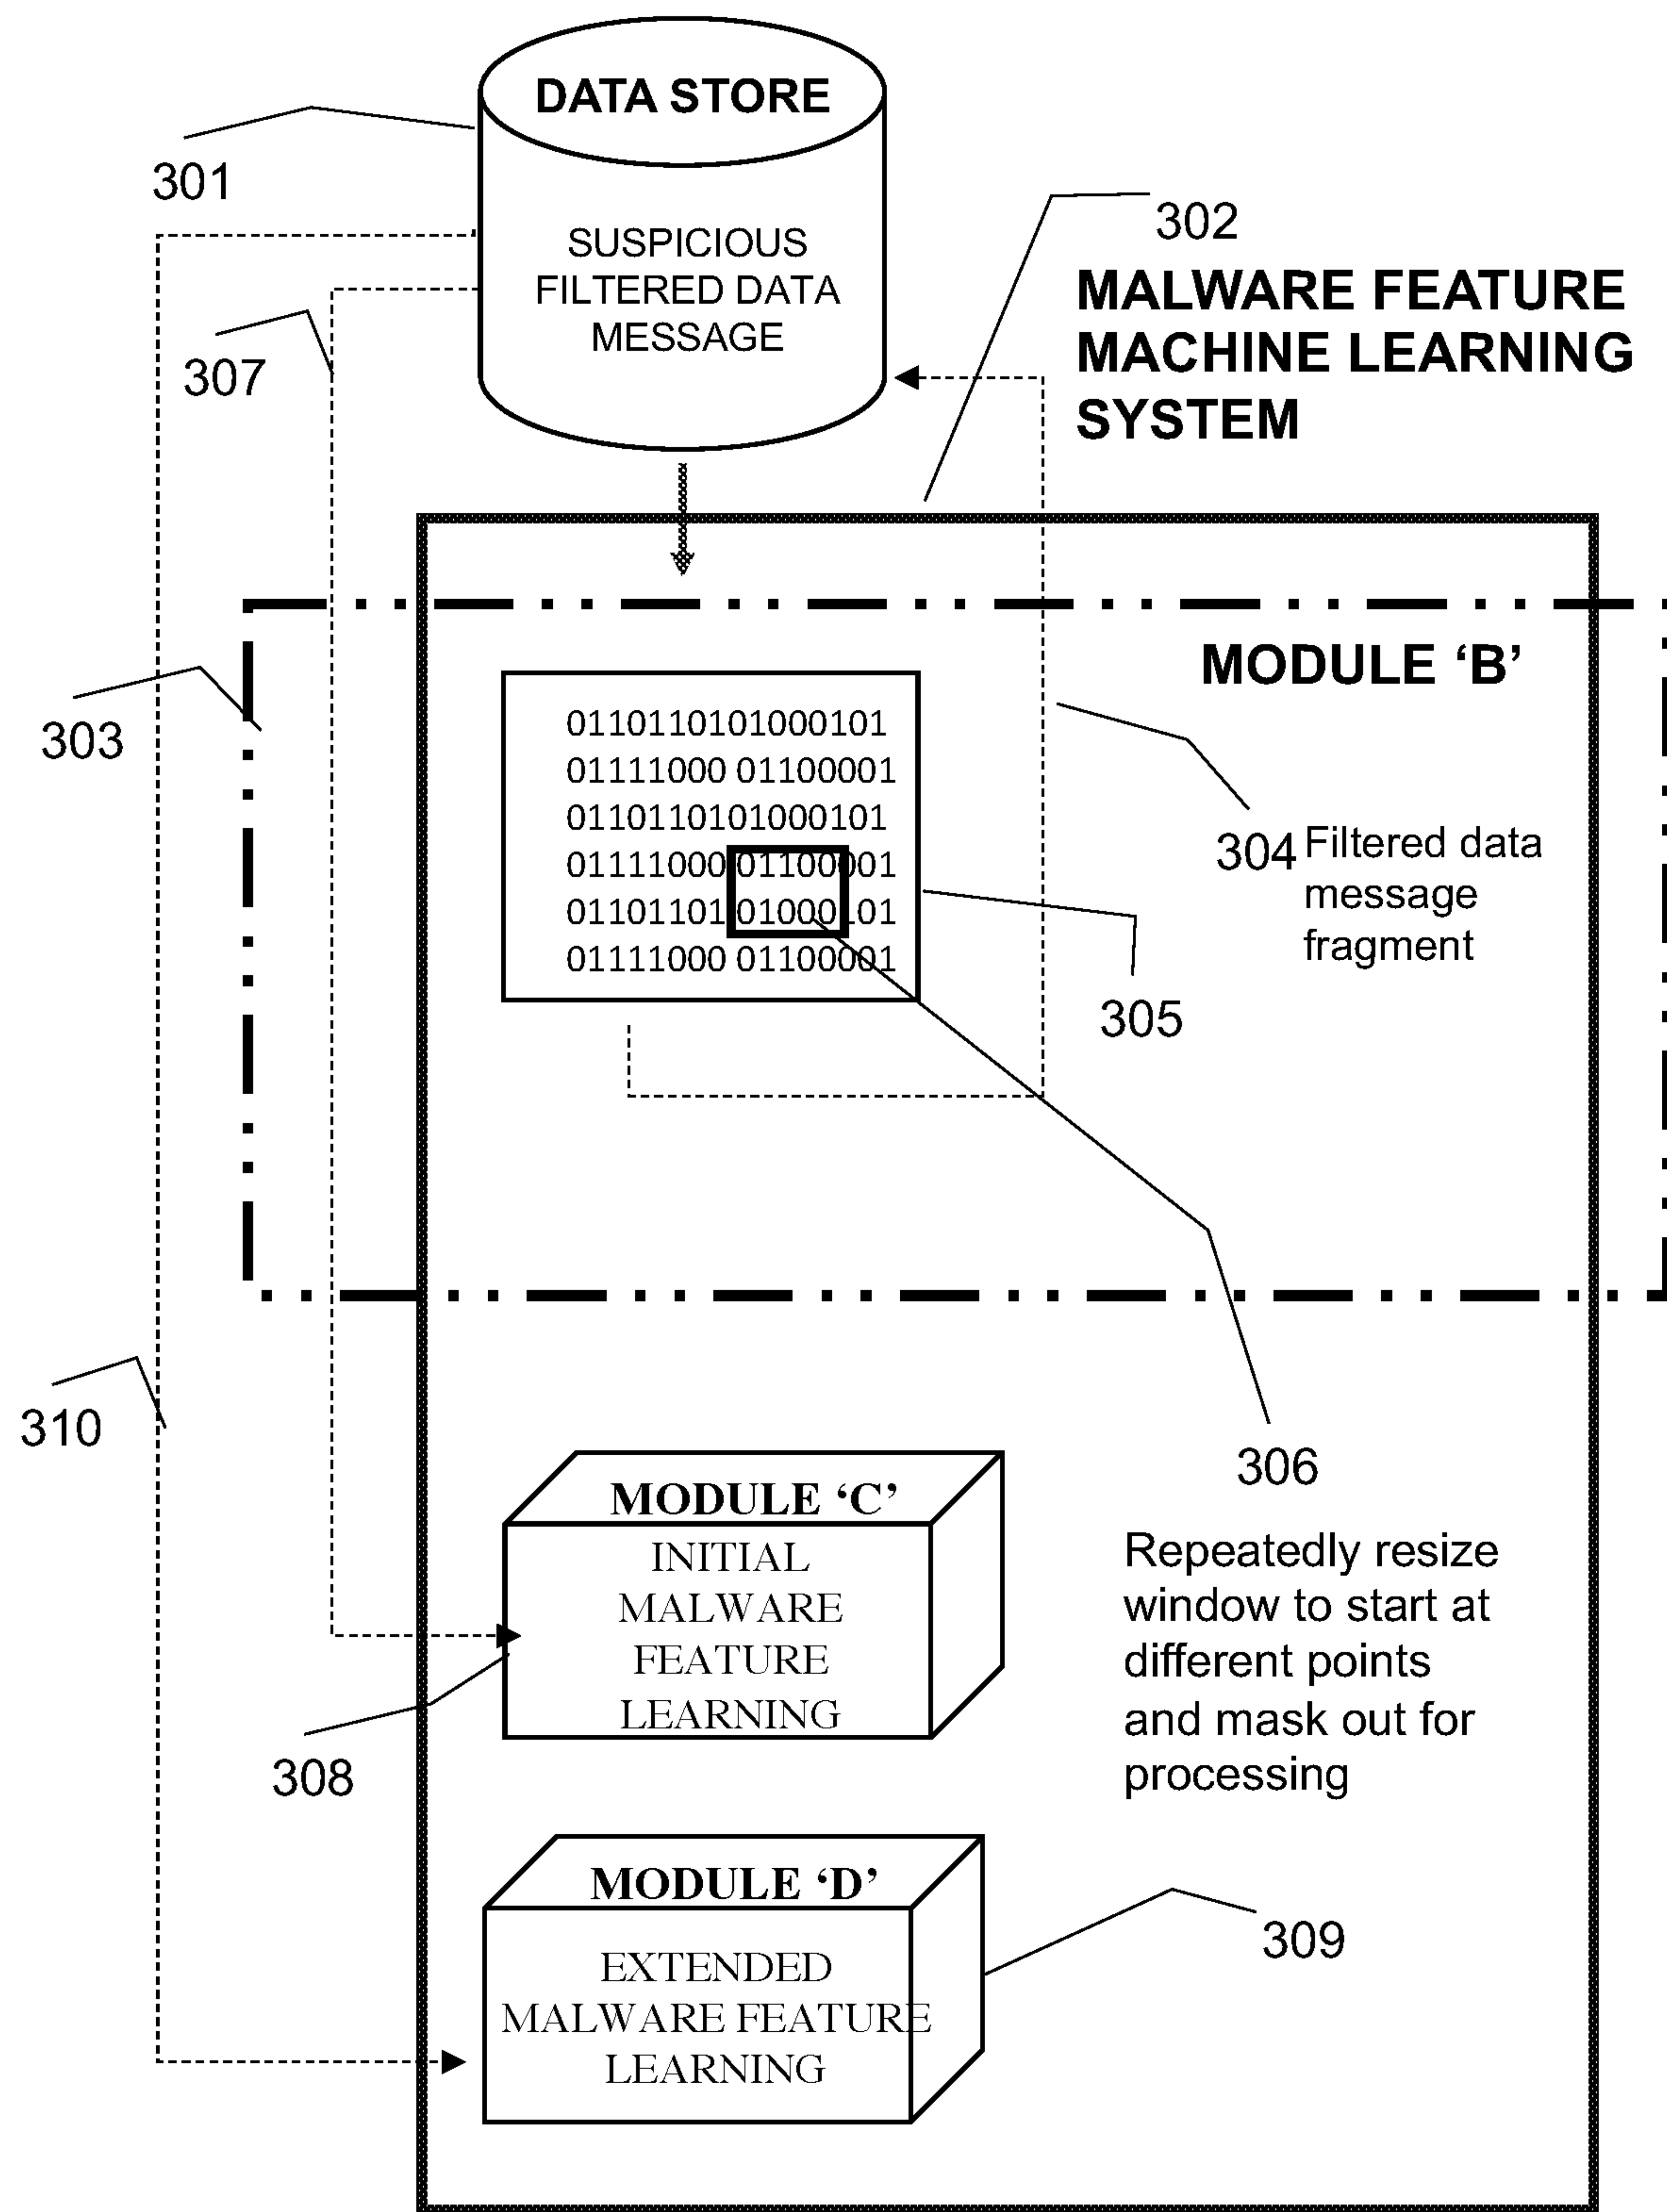 DATA STORE
301
SUSPICIOUS
FILTERED DATA
MESSAGE
302
MALWARE FEATURE
MACHINE LEARNING
SYSTEM
307
303
MODULE ‘B’
0110110101000101
01111000 01100001
0110110101000101
01111000 01100001
01101101 01000101
01111000 01100001
304 Filtered data
message
fragment
305
310
306
Repeatedly resize
window to start at
different points
and mask out for
processing
MODULE ‘C’
INITIAL
MALWARE
FEATURE
LEARNING
308
MODULE ‘D’
EXTENDED
MALWARE FEATURE
LEARNING
309